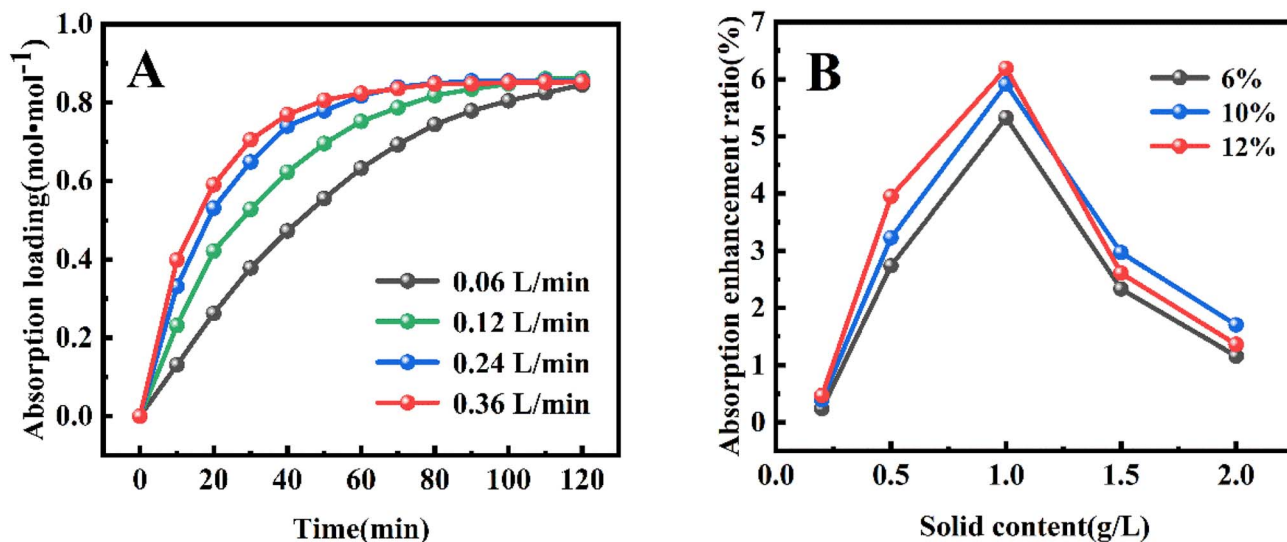 A
Absorption loading(mol•mol⁻¹)
1.0
0.8
0.6
0.4
0.2
0.0
0.06 L/min
0.12 L/min
0.24 L/min
0.36 L/min
0 20 40 60 80 100 120
Time(min)
B
Absorption enhancement ratio(%)
7
6
5
4
3
2
1
0
6%
10%
12%
0.0 0.5 1.0 1.5 2.0
Solid content(g/L)